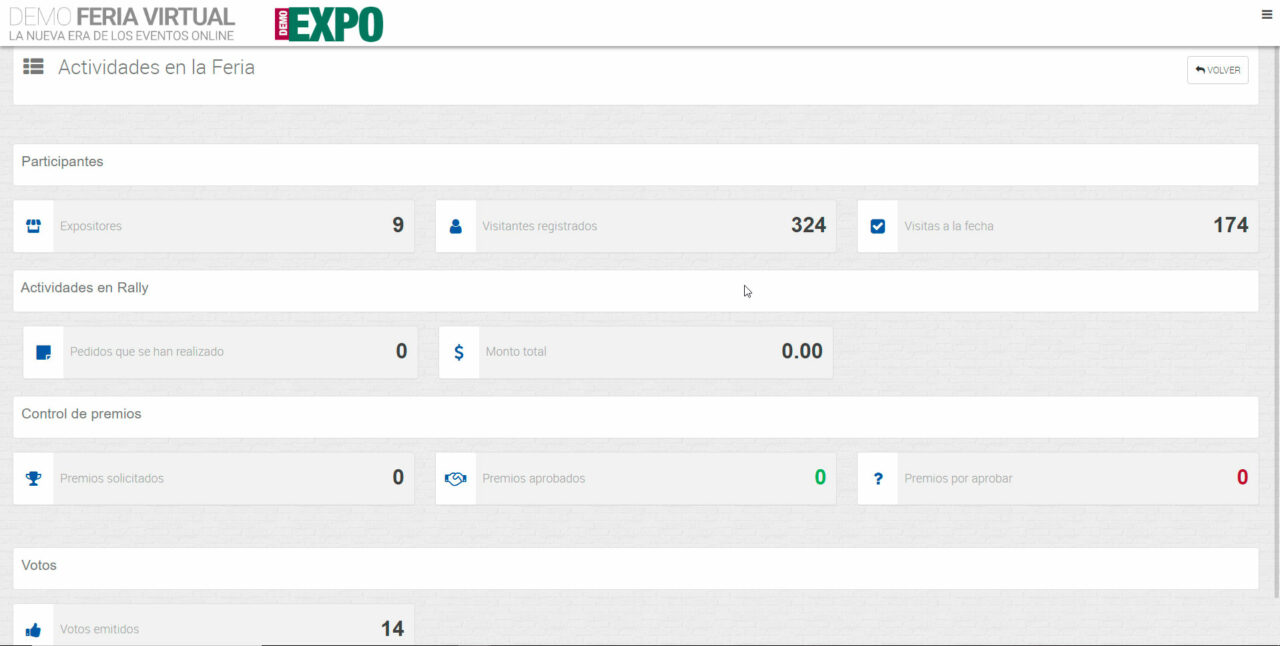 DEMO FERIA VIRTUAL
LA NUEVA ERA DE LOS EVENTOS ONLINE
DEMO EXPO
Actividades en la Feria
VOLVER
Participantes
Expositores 9
Visitantes registrados 324
Visitas a la fecha 174
Actividades en Rally
Pedidos que se han realizado 0
$ Monto total 0.00
Control de premios
Premios solicitados 0
Premios aprobados 0
? Premios por aprobar 0
Votos
Votos emitidos 14